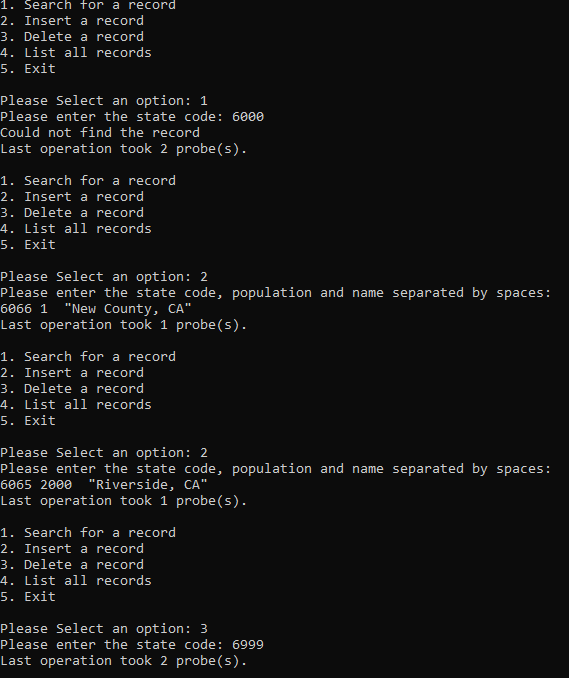 1. Search for a record
2. Insert a record
3. Delete a record
4. List all records
5. Exit
Please Select an option: 1
Please enter the state code: 6000
Could not find the record
Last operation took 2 probe(s).
1. Search for a record
2. Insert a record
3. Delete a record
4. List all records
5. Exit
Please Select an option: 2
Please enter the state code, population and name separated by spaces:
6066 1  "New County, CA"
Last operation took 1 probe(s).
1. Search for a record
2. Insert a record
3. Delete a record
4. List all records
5. Exit
Please Select an option: 2
Please enter the state code, population and name separated by spaces:
6065 2000  "Riverside, CA"
Last operation took 1 probe(s).
1. Search for a record
2. Insert a record
3. Delete a record
4. List all records
5. Exit
Please Select an option: 3
Please enter the state code: 6999
Last operation took 2 probe(s).